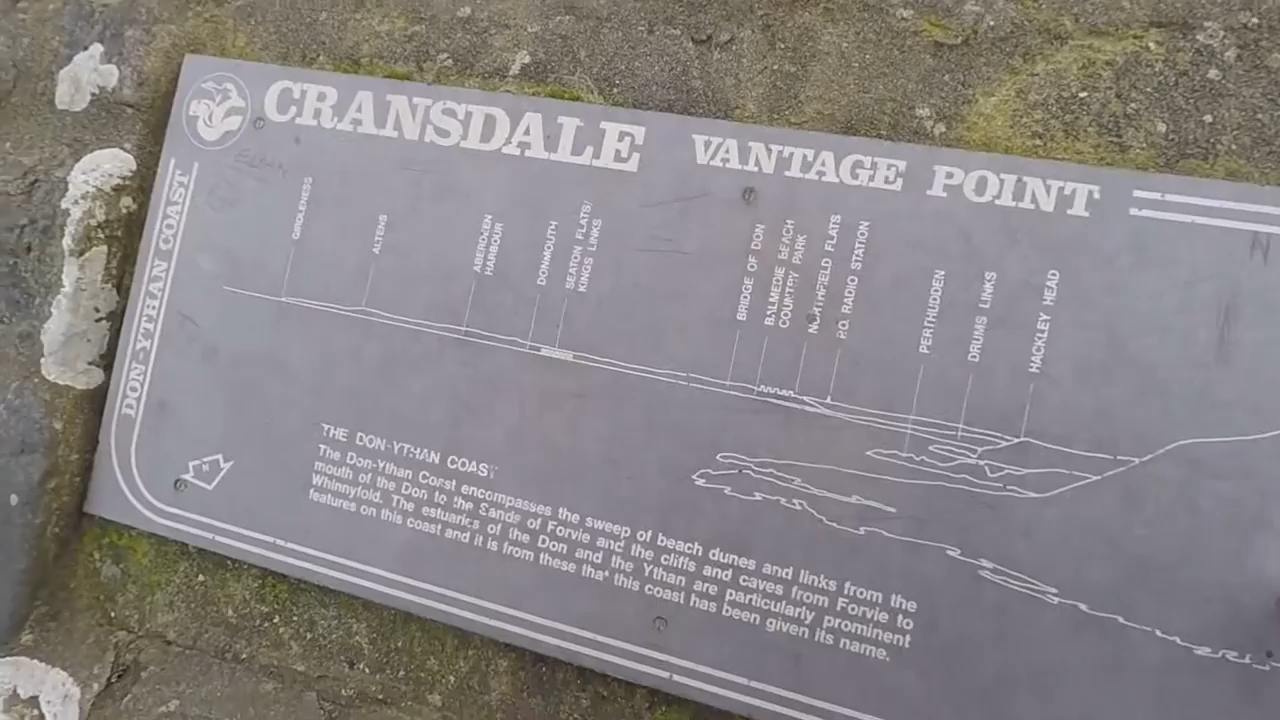 CRANSDALE VANTAGE POINT
DON-YTHAN COAST
GIRDLENESS
ALTENS
ABERDEEN
HARBOUR
DONMOUTH
SEATON FLATS/
KINGS LINKS
BRIDGE OF DON
BALMEDIE BEACH
COUNTRY PARK
NORTHFIELD FLATS
P.O. RADIO STATION
PERTHUDDEN
DRUMS LINKS
HACKLEY HEAD
N
THE DON-YTHAN COAST
The Don-Ythan Coast encompasses the sweep of beach dunes and links from the
mouth of the Don to the Sands of Forvie and the cliffs and caves from Forvie to
Whinnyfold. The estuaries of the Don and the Ythan are particularly prominent
features on this coast and it is from these that this coast has been given its name.